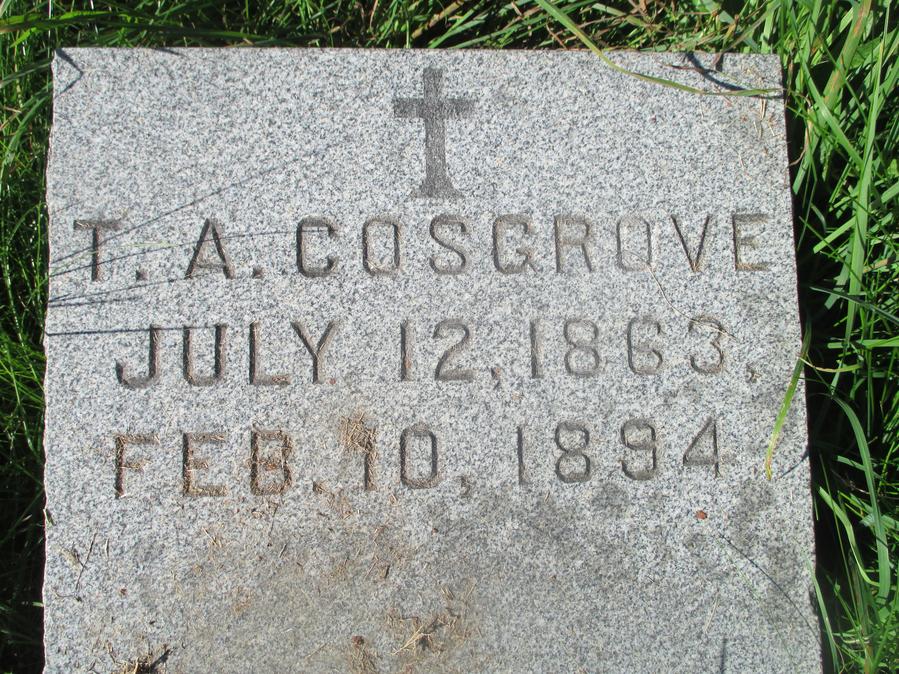 T. A. COSGROVE
JULY 12, 1863,
FEB. 10, 1894